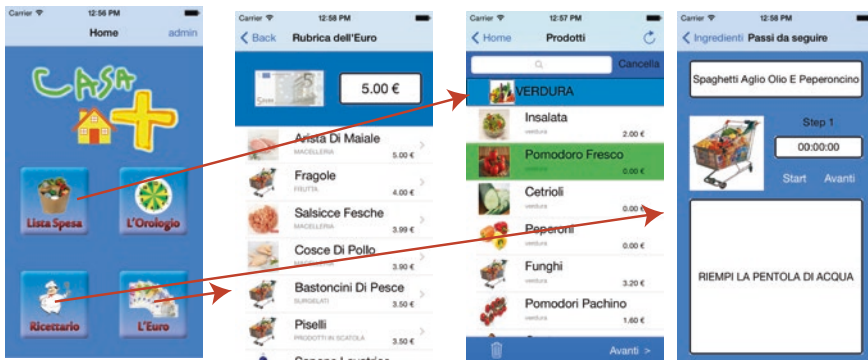 Carrier 12:56 PM
Home admin
CASA
+
Lista Spesa L'Orologio
Ricettario L'Euro
Carrier 12:58 PM
< Back Rubrica dell'Euro
5.00 €
Arista Di Maiale
MACELLERIA 5.00 €
Fragole
FRUTTA 4.00 €
Salsicce Fesche
MACELLERIA 3.99 €
Cosce Di Pollo
MACELLERIA 3.90 €
Bastoncini Di Pesce
SURGELATI 3.50 €
Piselli
PRODOTTI IN SCATOLA 3.50 €
Carrier 12:57 PM
< Home Prodotti
Cancella
VERDURA
Insalata
verdura 2.00 €
Pomodoro Fresco
verdura 0.00 €
Cetrioli
verdura 0.00 €
Peperoni
verdura 0.00 €
Funghi
verdura 3.20 €
Pomodori Pachino
verdura 1.60 €
Avanti >
Carrier 12:58 PM
< Ingredienti Passi da seguire
Spaghetti Aglio Olio E Peperoncino
Step 1
00:00:00
Start Avanti
RIEMPI LA PENTOLA DI ACQUA